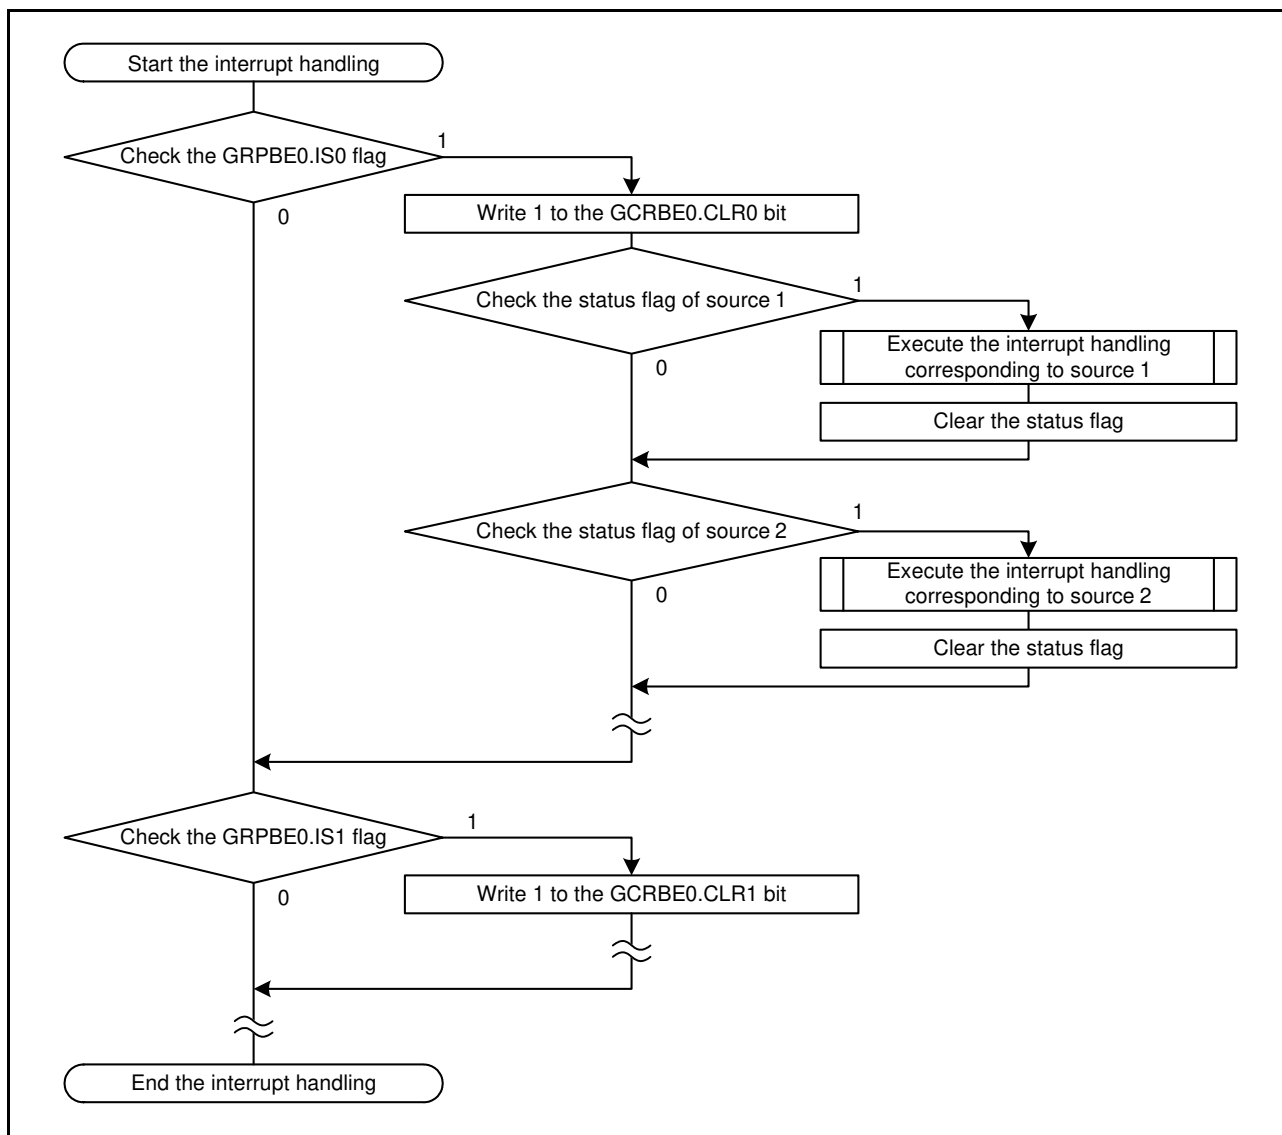 Start the interrupt handling
Check the GRPBE0.IS0 flag
1
0
Write 1 to the GCRBE0.CLR0 bit
Check the status flag of source 1
1
0
Execute the interrupt handling
corresponding to source 1
Clear the status flag
Check the status flag of source 2
1
0
Execute the interrupt handling
corresponding to source 2
Clear the status flag
Check the GRPBE0.IS1 flag
1
0
Write 1 to the GCRBE0.CLR1 bit
End the interrupt handling